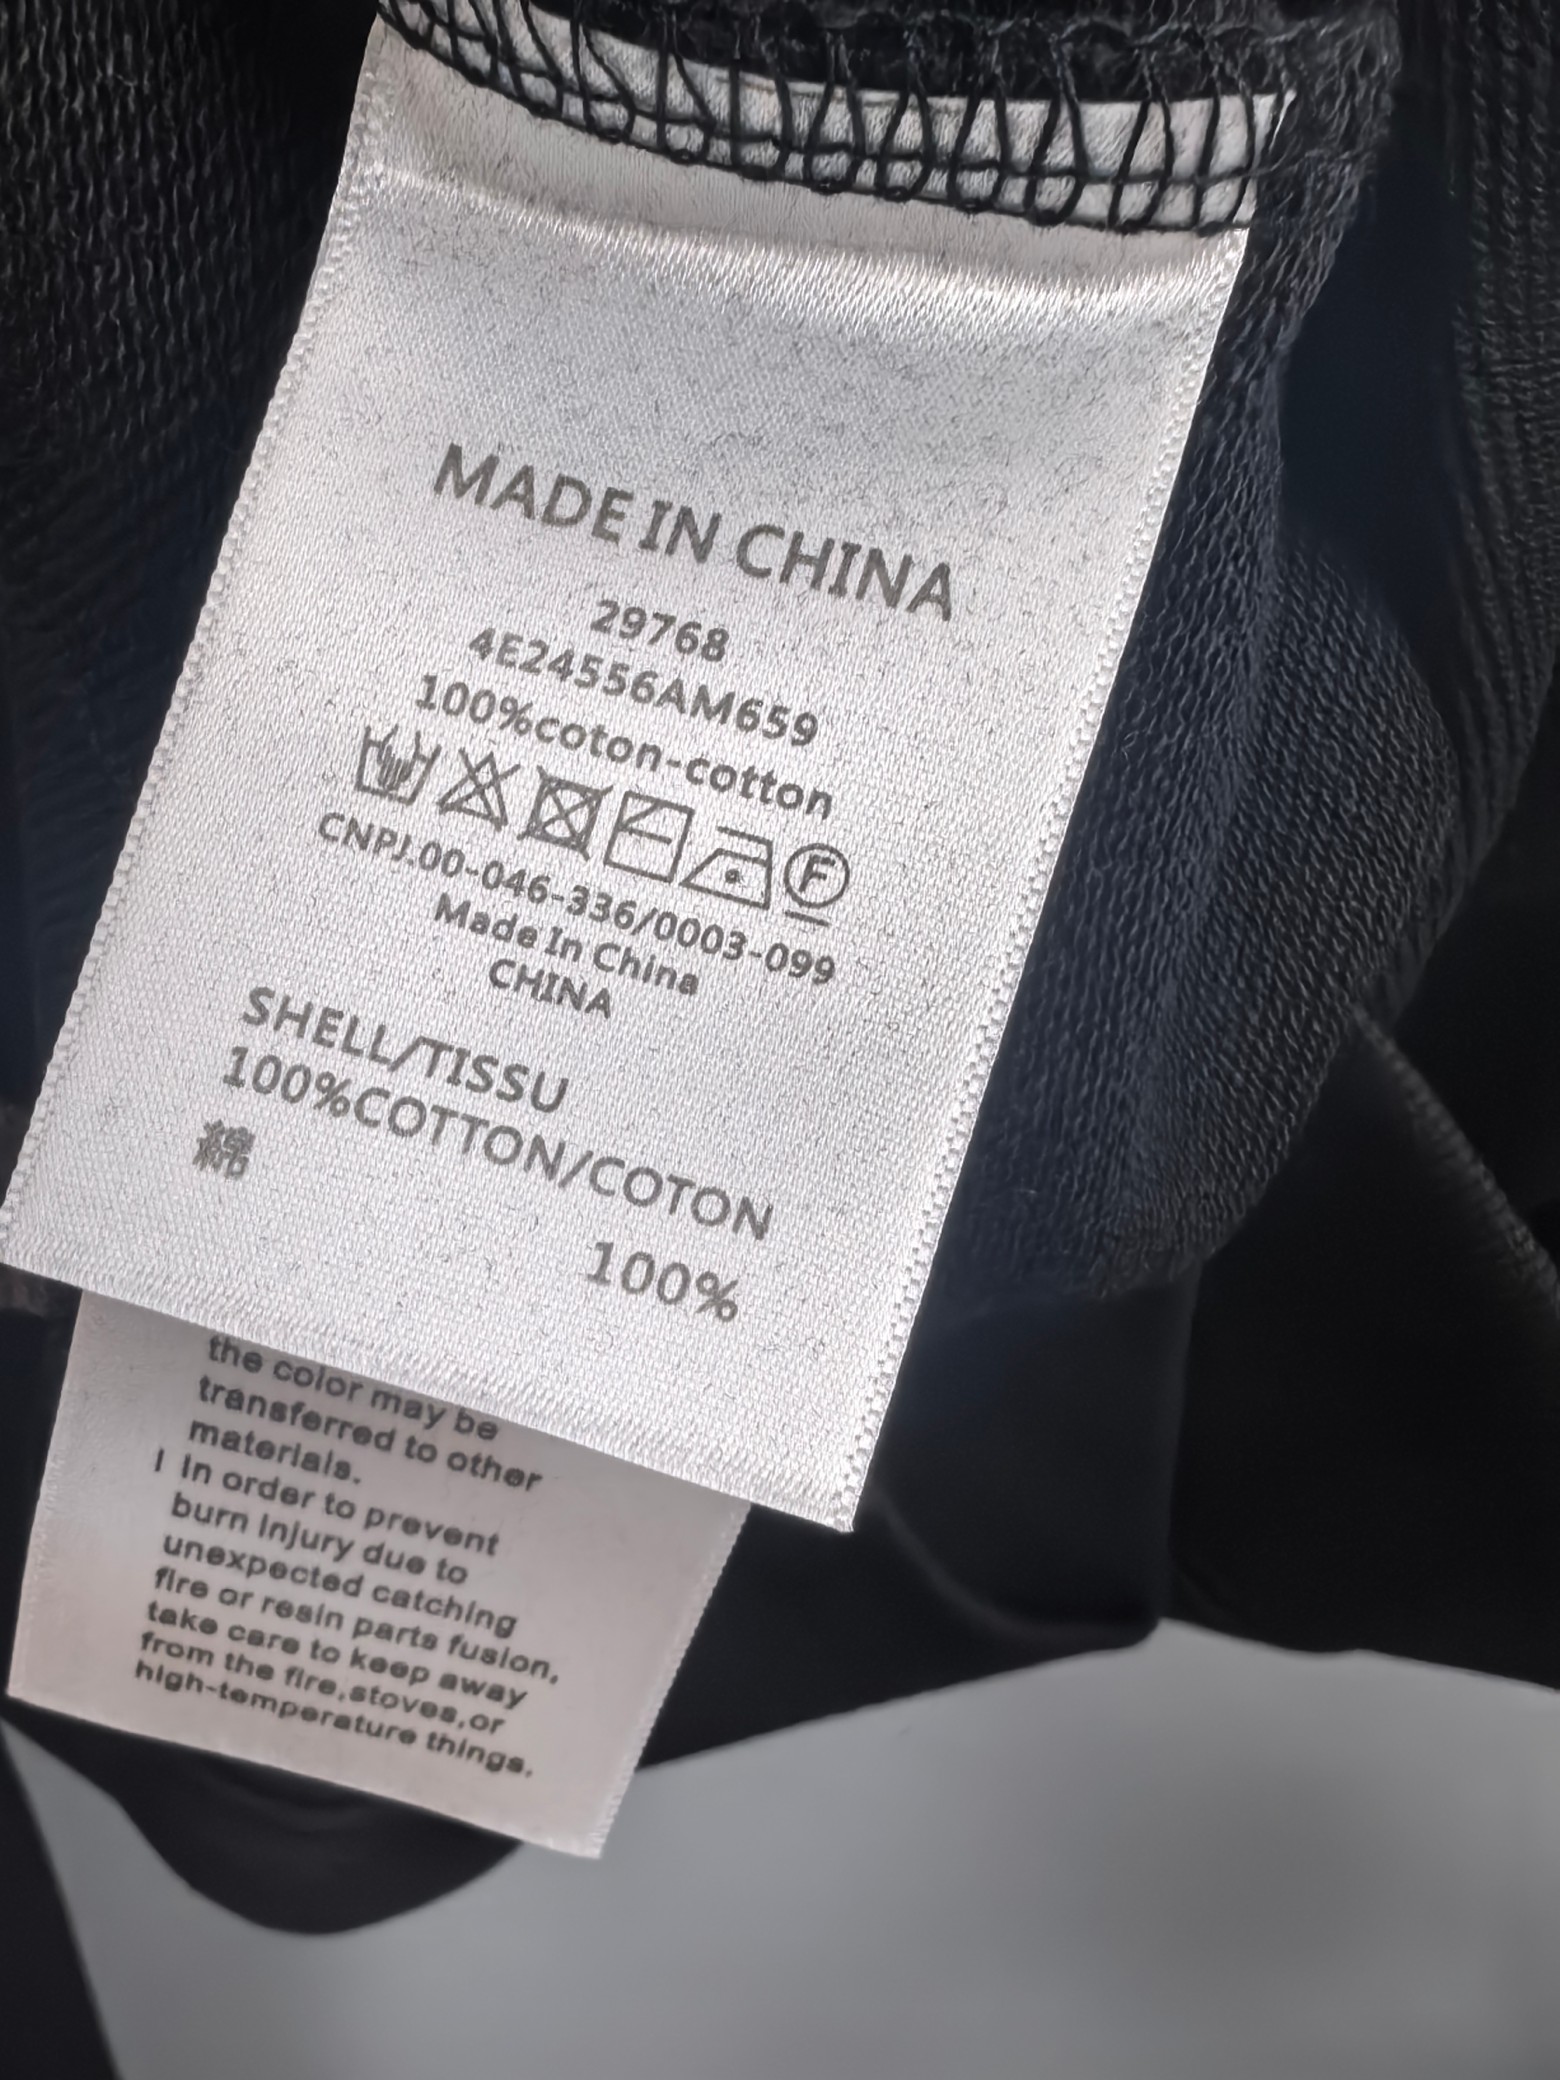 MADE IN CHINA
29768
4E24556AM659
100%coton-cotton
F
CNPJ.00-046-336/0003-099
Made In China
CHINA
SHELL/TISSU
100%COTTON/COTON
綿
100%
the color may be
transferred to other
materials.
l In order to prevent
burn injury due to
unexpected catching
fire or resin parts fusion,
take care to keep away
from the fire,stoves,or
high-temperature things.